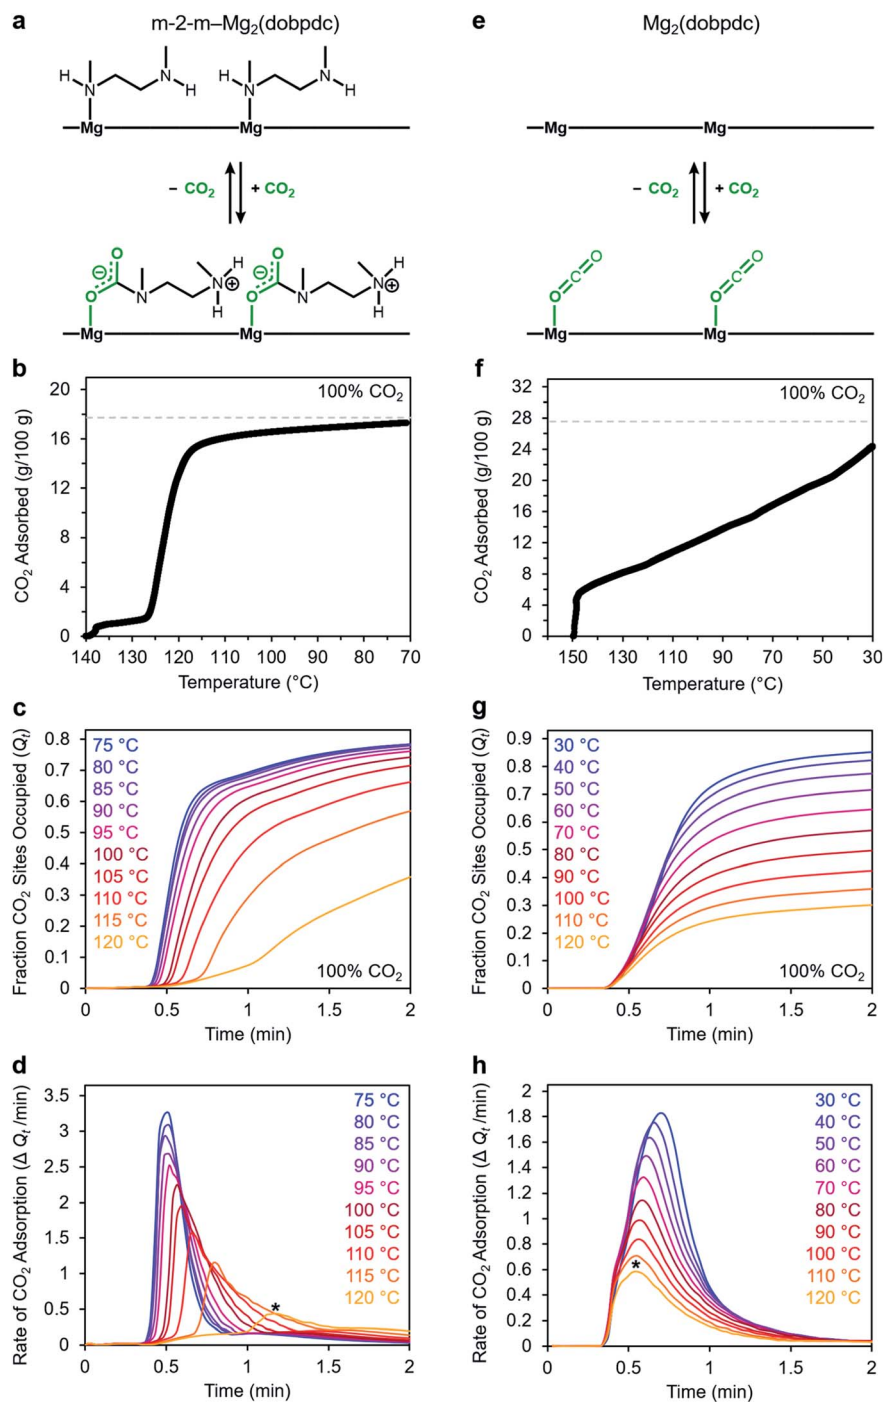 a
m-2-m–Mg2(dobpdc)
H N N H H N N H
Mg Mg
– CO2 + CO2
O ⊖ O N N H H ⊕ O ⊖ O N N H H ⊕
Mg Mg
b
100% CO2
CO2 Adsorbed (g/100 g)
20
16
12
8
4
0
140 130 120 110 100 90 80 70
Temperature (°C)
c
Fraction CO2 Sites Occupied (Qt)
0.8
0.7
0.6
0.5
0.4
0.3
0.2
0.1
0
75 °C
80 °C
85 °C
90 °C
95 °C
100 °C
105 °C
110 °C
115 °C
120 °C
100% CO2
0 0.5 1 1.5 2
Time (min)
d
Rate of CO2 Adsorption (Δ Qt /min)
3.5
3
2.5
2
1.5
1
0.5
0
75 °C
80 °C
85 °C
90 °C
95 °C
100 °C
105 °C
110 °C
115 °C
120 °C
*
0 0.5 1 1.5 2
Time (min)
e
Mg2(dobpdc)
Mg Mg
– CO2 + CO2
O C O O C O
Mg Mg
f
100% CO2
CO2 Adsorbed (g/100 g)
32
28
24
20
16
12
8
4
0
150 130 110 90 70 50 30
Temperature (°C)
g
Fraction CO2 Sites Occupied (Qt)
0.9
0.8
0.7
0.6
0.5
0.4
0.3
0.2
0.1
0
30 °C
40 °C
50 °C
60 °C
70 °C
80 °C
90 °C
100 °C
110 °C
120 °C
100% CO2
0 0.5 1 1.5 2
Time (min)
h
Rate of CO2 Adsorption (Δ Qt /min)
2
1.8
1.6
1.4
1.2
1
0.8
0.6
0.4
0.2
0
30 °C
40 °C
50 °C
60 °C
70 °C
80 °C
90 °C
100 °C
110 °C
120 °C
*
0 0.5 1 1.5 2
Time (min)